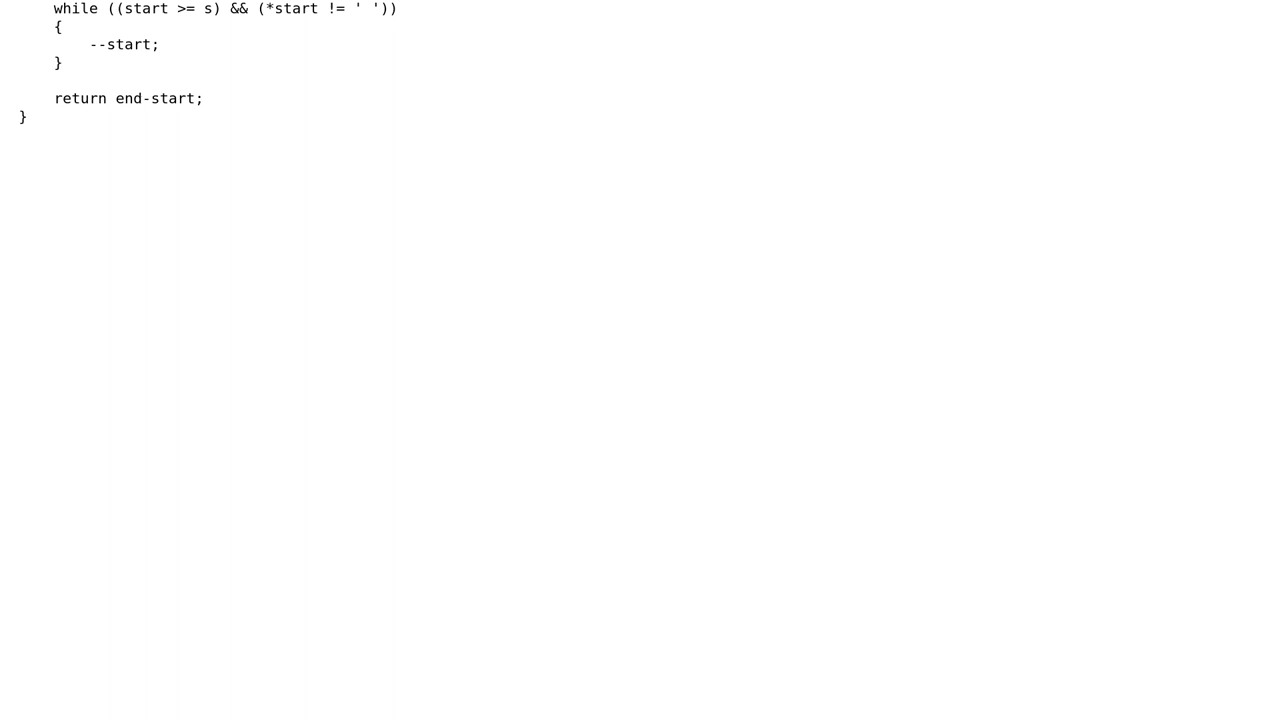 while ((start >= s) && (*start != ' '))
    {
        --start;
    }

    return end-start;
}